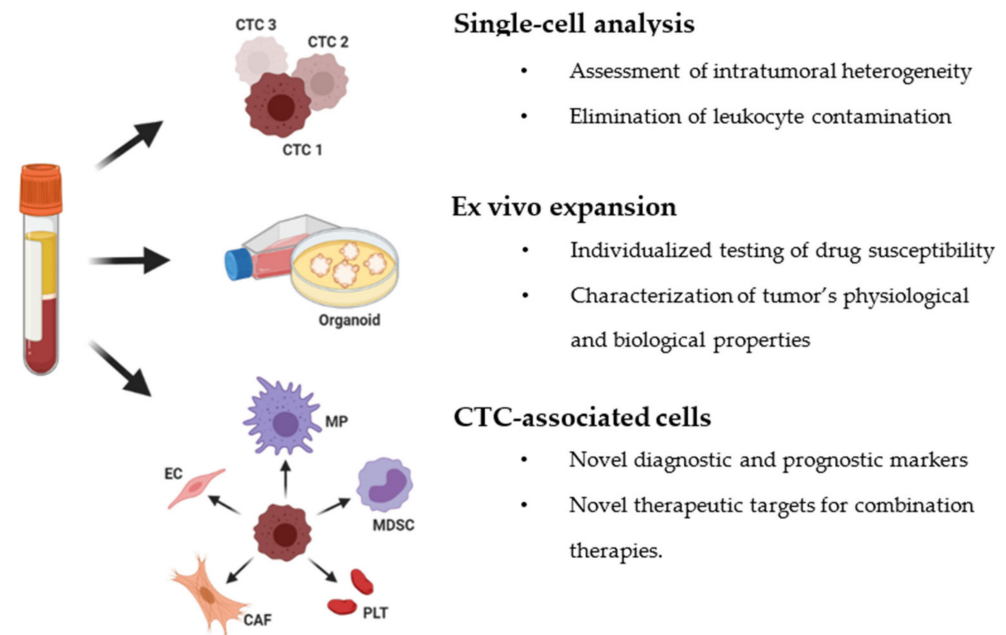 CTC 3
CTC 2
CTC 1
Single-cell analysis
• Assessment of intratumoral heterogeneity
• Elimination of leukocyte contamination
Organoid
Ex vivo expansion
• Individualized testing of drug susceptibility
• Characterization of tumor's physiological
and biological properties
MP
EC
MDSC
CAF
PLT
CTC-associated cells
• Novel diagnostic and prognostic markers
• Novel therapeutic targets for combination
therapies.